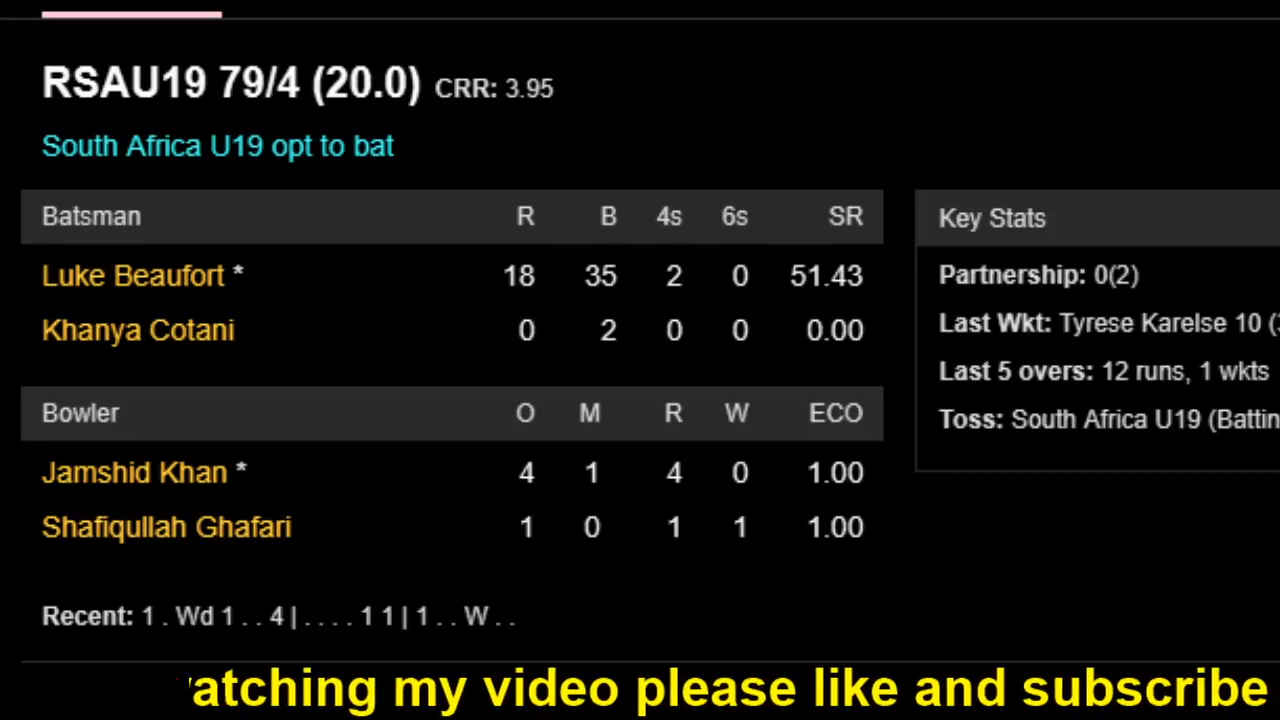 RSAU19 79/4 (20.0) CRR: 3.95
South Africa U19 opt to bat
Batsman R B 4s 6s SR
Luke Beaufort * 18 35 2 0 51.43
Khanya Cotani 0 2 0 0 0.00
Bowler O M R W ECO
Jamshid Khan * 4 1 4 0 1.00
Shafiqullah Ghafari 1 0 1 1 1.00
Key Stats
Partnership: 0(2)
Last Wkt: Tyrese Karelse 10 (
Last 5 overs: 12 runs, 1 wkts
Toss: South Africa U19 (Battin
Recent: 1 . Wd 1 . . 4 | . . . . 1 1 | 1 . . W . .
atching my video please like and subscribe